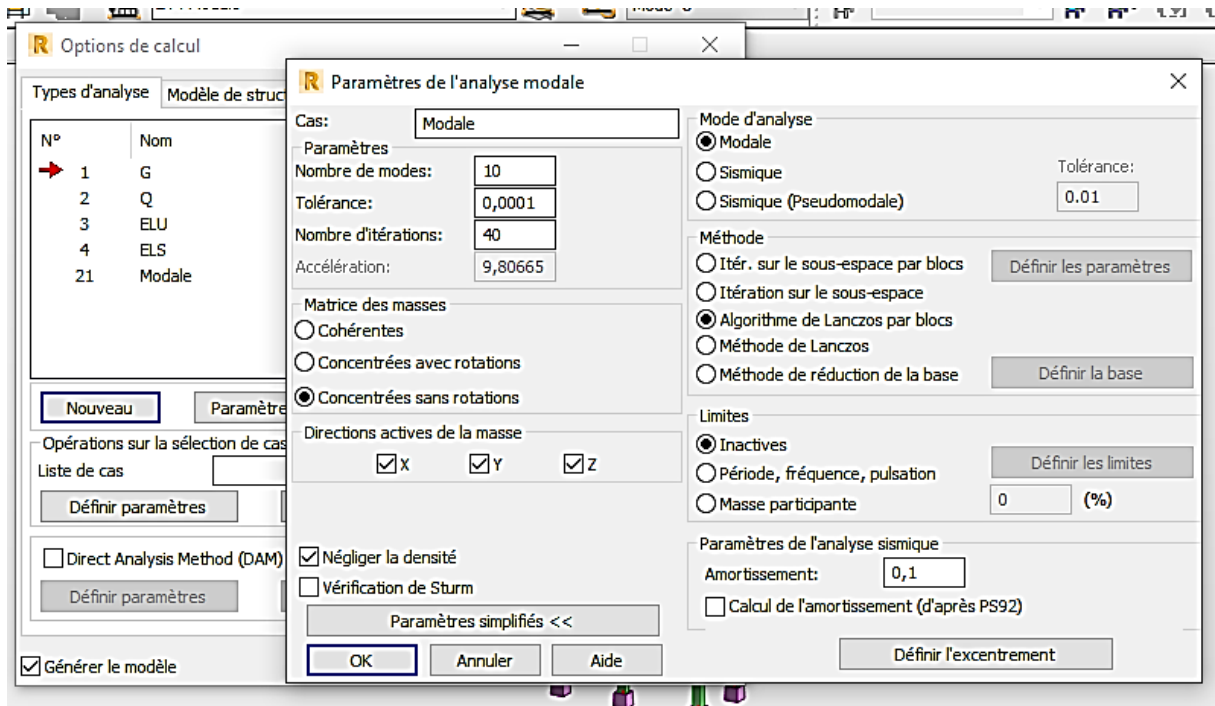 Options de calcul
Types d'analyse
Modèle de struc
N° Nom
1 G
2 Q
3 ELU
4 ELS
21 Modale
Nouveau
Paramètre
Opérations sur la sélection de cas
Liste de cas
Définir paramètres
Direct Analysis Method (DAM)
Définir paramètres
Générer le modèle
Paramètres de l'analyse modale
Cas: Modale
Paramètres
Nombre de modes: 10
Tolérance: 0,0001
Nombre d'itérations: 40
Accélération: 9,80665
Matrice des masses
Cohérentes
Concentrées avec rotations
Concentrées sans rotations
Directions actives de la masse
X Y Z
Négliger la densité
Vérification de Sturm
Paramètres simplifiés <<
OK Annuler Aide
Mode d'analyse
Modale
Sismique
Sismique (Pseudomodale)
Tolérance:
0.01
Méthode
Itér. sur le sous-espace par blocs
Définir les paramètres
Itération sur le sous-espace
Algorithme de Lanczos par blocs
Méthode de Lanczos
Méthode de réduction de la base
Définir la base
Limites
Inactives
Période, fréquence, pulsation
Définir les limites
Masse participante 0 (%)
Paramètres de l'analyse sismique
Amortissement: 0,1
Calcul de l'amortissement (d'après PS92)
Définir l'excentrement